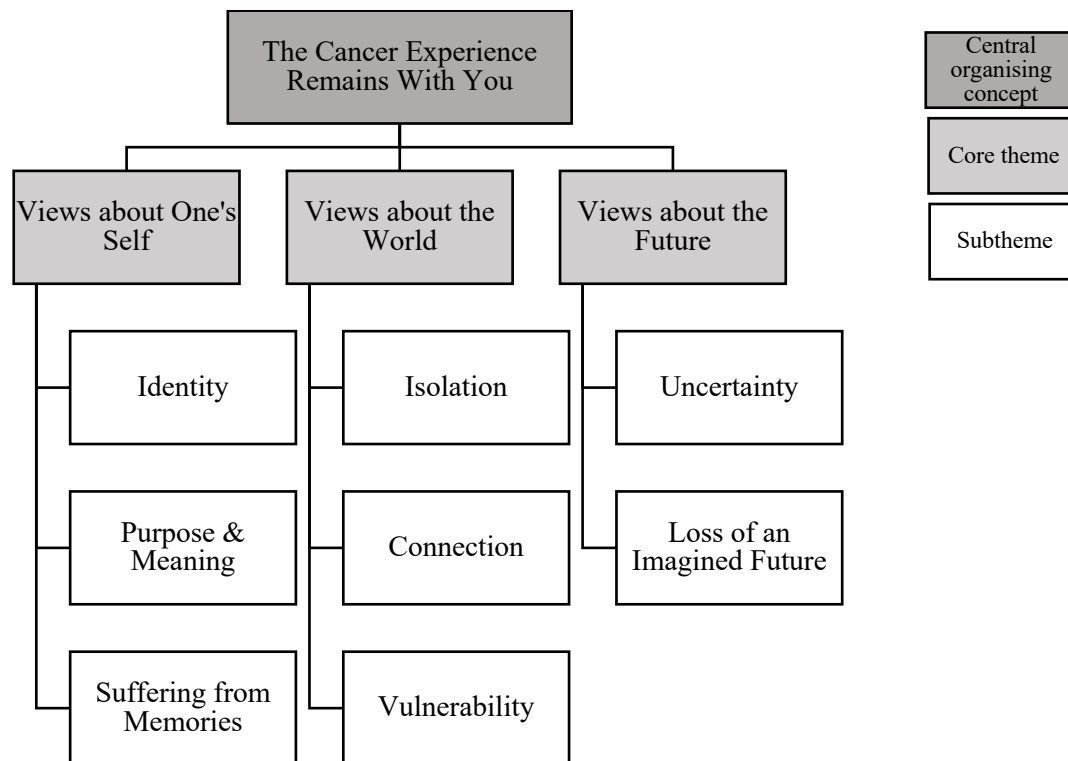 The Cancer Experience
Remains With You
Central
organising
concept
Core theme
Subtheme
Views about One's
Self
Views about the
World
Views about the
Future
Identity
Isolation
Uncertainty
Purpose &
Meaning
Connection
Loss of an
Imagined Future
Suffering from
Memories
Vulnerability